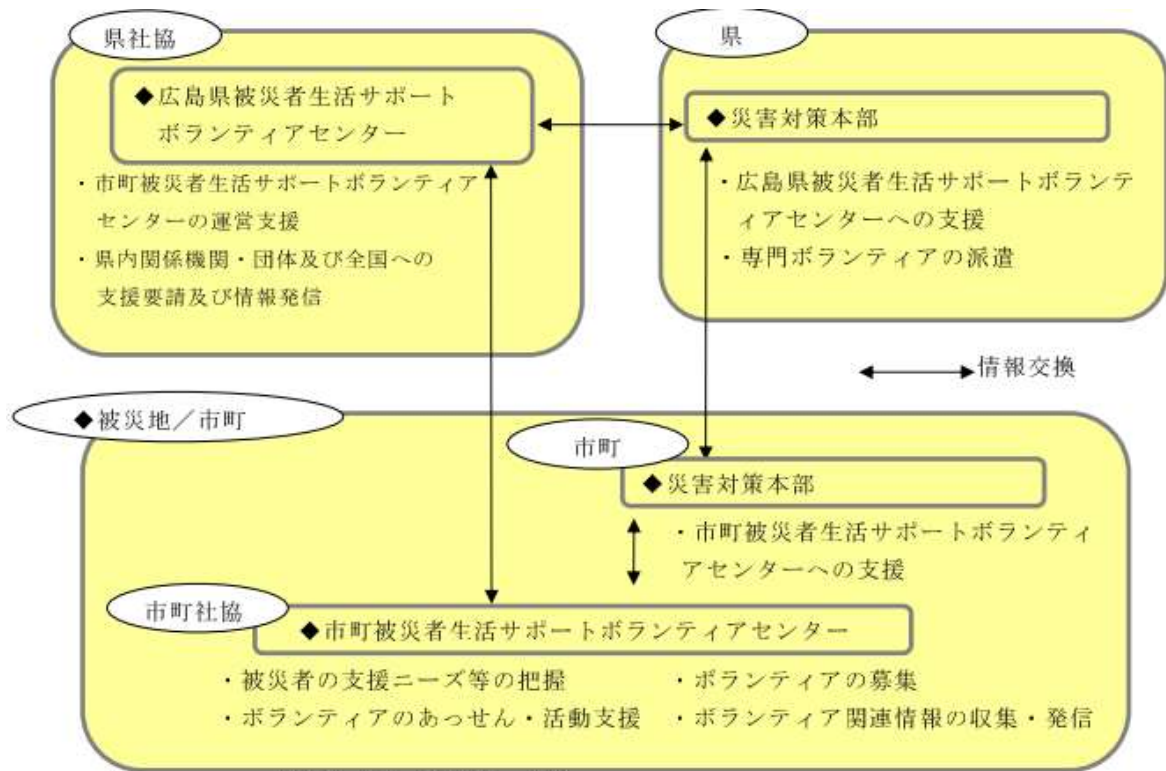 県社協
◆広島県被災者生活サポート
ボランティアセンター
・市町被災者生活サポートボランティア
センターの運営支援
・県内関係機関・団体及び全国への
支援要請及び情報発信
県
◆災害対策本部
・広島県被災者生活サポートボランテ
ィアセンターへの支援
・専門ボランティアの派遣
情報交換
◆被災地／市町
市町
◆災害対策本部
・市町被災者生活サポートボランティ
アセンターへの支援
市町社協
◆市町被災者生活サポートボランティアセンター
・被災者の支援ニーズ等の把握
・ボランティアの募集
・ボランティアのあっせん・活動支援
・ボランティア関連情報の収集・発信